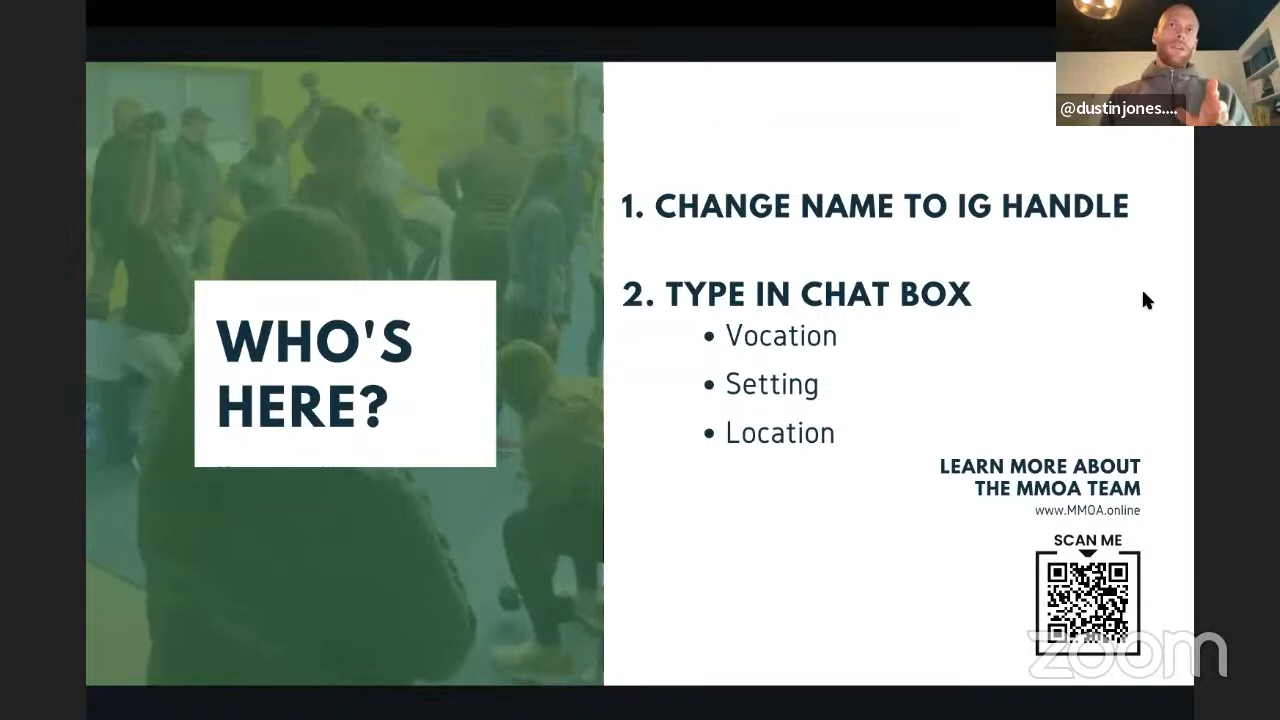 @dustinjones....
WHO'S
HERE?
1. CHANGE NAME TO IG HANDLE
2. TYPE IN CHAT BOX
• Vocation
• Setting
• Location
LEARN MORE ABOUT
THE MMOA TEAM
www.MMOA.online
SCAN ME
zoom